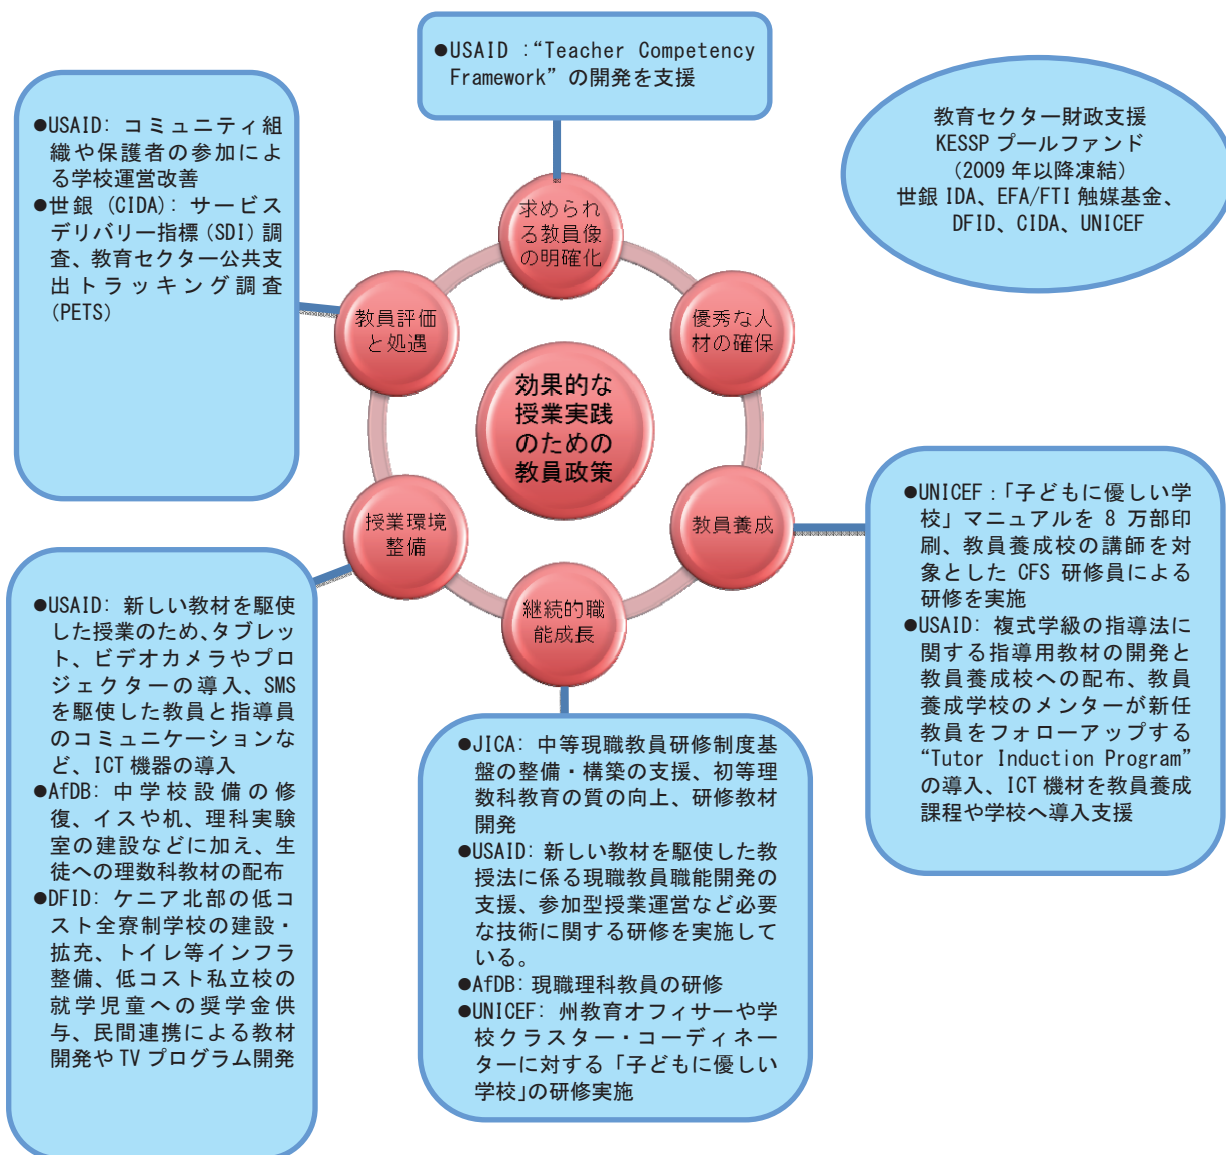 ●USAID :“Teacher Competency
Framework”の開発を支援
教育セクター財政支援
KESSP プールファンド
(2009 年以降凍結)
世銀 IDA、EFA/FTI 触媒基金、
DFID、CIDA、UNICEF
●USAID: コミュニティ組
織や保護者の参加によ
る学校運営改善
●世銀 (CIDA): サービス
デリバリー指標(SDI)調
査、教育セクター公共支
出トラッキング調査
(PETS)
求められ
る教員像
の明確化
教員評価
と処遇
優秀な人
材の確保
効果的な
授業実践
のための
教員政策
授業環境
整備
教員養成
継続的職
能成長
●UNICEF:「子どもに優しい学
校」マニュアルを 8 万部印
刷、教員養成校の講師を対
象とした CFS 研修員による
研修を実施
●USAID: 複式学級の指導法に
関する指導用教材の開発と
教員養成校への配布、教員
養成学校のメンターが新任
教員をフォローアップする
“Tutor Induction Program”
の導入、ICT 機材を教員養成
課程や学校へ導入支援
●USAID: 新しい教材を駆使
した授業のため、タブレッ
ト、ビデオカメラやプロ
ジェクターの導入、SMS
を駆使した教員と指導員
のコミュニケーションな
ど、ICT 機器の導入
●AfDB: 中学校設備の修
復、イスや机、理科実験
室の建設などに加え、生
徒への理数科教材の配布
●DFID: ケニア北部の低コ
スト全寮制学校の建設・
拡充、トイレ等インフラ
整備、低コスト私立校の
就学児童への奨学金供
与、民間連携による教材
開発や TV プログラム開発
●JICA: 中等現職教員研修制度基
盤の整備・構築の支援、初等理
数科教育の質の向上、研修教材
開発
●USAID: 新しい教材を駆使した教
授法に係る現職教員職能開発の
支援、参加型授業運営など必要
な技術に関する研修を実施して
いる。
●AfDB: 現職理科教員の研修
●UNICEF: 州教育オフィサーや学
校クラスター・コーディネー
ターに対する「子どもに優しい
学校」の研修実施